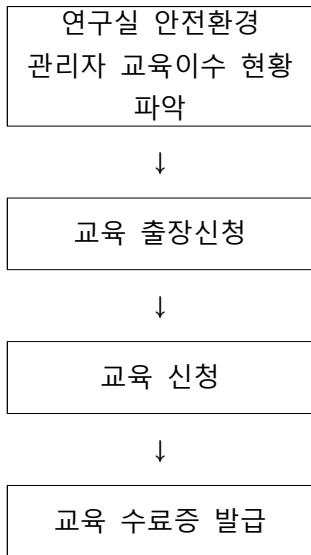 연구실 안전환경
관리자 교육이수 현황
파악
↓
교육 출장신청
↓
교육 신청
↓
교육 수료증 발급